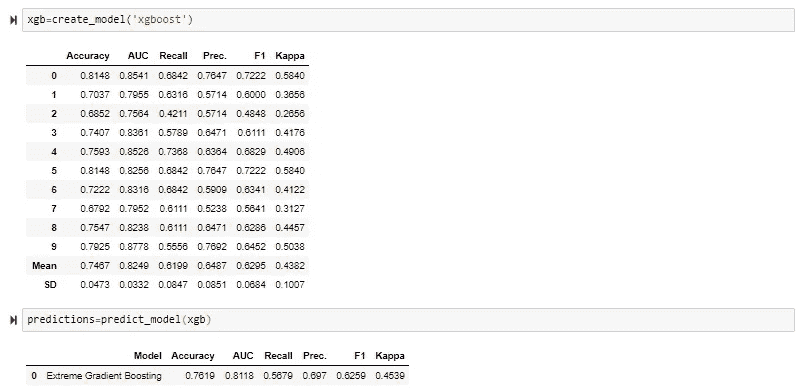 xgb=create_model('xgboost')
Accuracy AUC Recall Prec. F1 Kappa
0 0.8148 0.8541 0.6842 0.7647 0.7222 0.5840
1 0.7037 0.7955 0.6316 0.5714 0.6000 0.3656
2 0.6852 0.7564 0.4211 0.5714 0.4848 0.2656
3 0.7407 0.8361 0.5789 0.6471 0.6111 0.4176
4 0.7593 0.8526 0.7368 0.6364 0.6829 0.4906
5 0.8148 0.8256 0.6842 0.7647 0.7222 0.5840
6 0.7222 0.8316 0.6842 0.5909 0.6341 0.4122
7 0.6792 0.7952 0.6111 0.5238 0.5641 0.3127
8 0.7547 0.8238 0.6111 0.6471 0.6286 0.4457
9 0.7925 0.8778 0.5556 0.7692 0.6452 0.5038
Mean 0.7467 0.8249 0.6199 0.6487 0.6295 0.4382
SD 0.0473 0.0332 0.0847 0.0851 0.0684 0.1007
predictions=predict_model(xgb)
Model Accuracy AUC Recall Prec. F1 Kappa
0 Extreme Gradient Boosting 0.7619 0.8118 0.5679 0.697 0.6259 0.4539